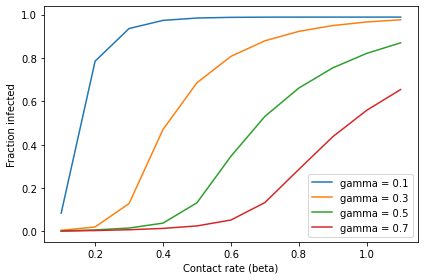 1.0
0.8
0.6
0.4
0.2
0.0
Fraction infected
0.2 0.4 0.6 0.8 1.0
Contact rate (beta)
gamma = 0.1
gamma = 0.3
gamma = 0.5
gamma = 0.7